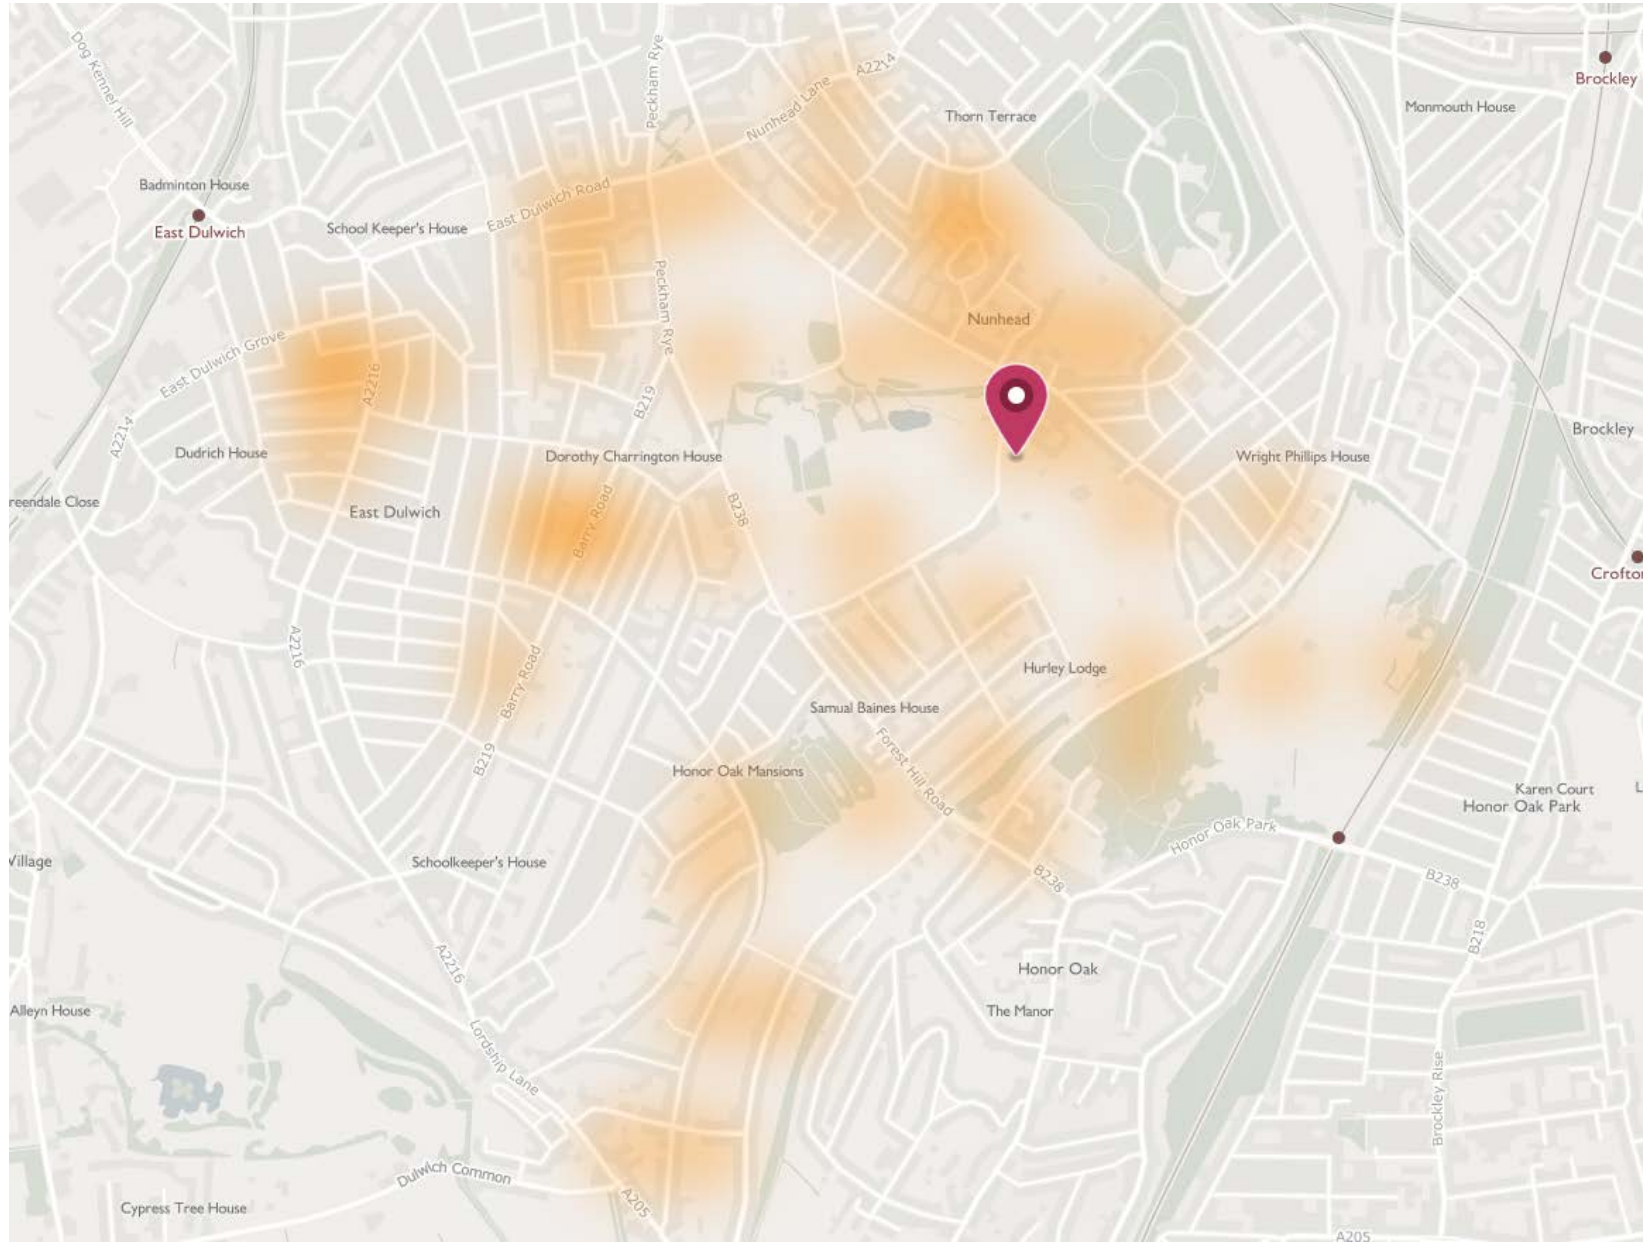 Dog Kennel Hill
Peckham Rye
A2214
Nunhead Lane
Thorn Terrace
Monmouth House
Brockley
Badminton House
East Dulwich
School Keeper's House
East Dulwich Road
Peckham Rye
Nunhead
East Dulwich Grove
A2216
B219
A2214
Dudrich House
Dorothy Charrington House
Wright Phillips House
Brockley
reendale Close
East Dulwich
Barry Road
B238
Crofto
A2216
Barry Road
Hurley Lodge
Samual Baines House
B219
Forest Hill Road
Honor Oak Mansions
Karen Court
Honor Oak Park
L
Honor Oak Park
Village
Schoolkeeper's House
B238
B238
B218
A2216
Honor Oak
Alleyn House
The Manor
Lordship Lane
Brockley Rise
Dulwich Common
Cypress Tree House
A205
A205